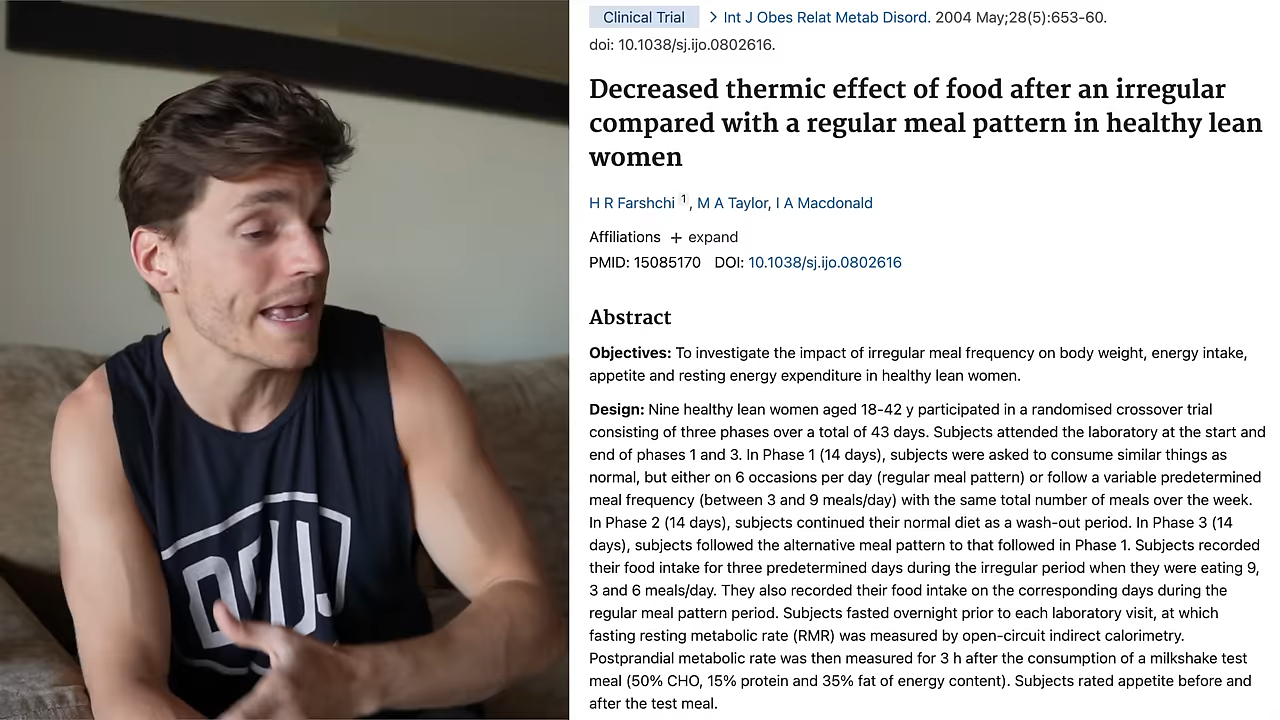 Clinical Trial > Int J Obes Relat Metab Disord. 2004 May;28(5):653-60.
doi: 10.1038/sj.ijo.0802616.
Decreased thermic effect of food after an irregular
compared with a regular meal pattern in healthy lean
women
H R Farshchi 1, M A Taylor, I A Macdonald
Affiliations + expand
PMID: 15085170 DOI: 10.1038/sj.ijo.0802616
Abstract
Objectives: To investigate the impact of irregular meal frequency on body weight, energy intake,
appetite and resting energy expenditure in healthy lean women.
Design: Nine healthy lean women aged 18-42 y participated in a randomised crossover trial
consisting of three phases over a total of 43 days. Subjects attended the laboratory at the start and
end of phases 1 and 3. In Phase 1 (14 days), subjects were asked to consume similar things as
normal, but either on 6 occasions per day (regular meal pattern) or follow a variable predetermined
meal frequency (between 3 and 9 meals/day) with the same total number of meals over the week.
In Phase 2 (14 days), subjects continued their normal diet as a wash-out period. In Phase 3 (14
days), subjects followed the alternative meal pattern to that followed in Phase 1. Subjects recorded
their food intake for three predetermined days during the irregular period when they were eating 9,
3 and 6 meals/day. They also recorded their food intake on the corresponding days during the
regular meal pattern period. Subjects fasted overnight prior to each laboratory visit, at which
fasting resting metabolic rate (RMR) was measured by open-circuit indirect calorimetry.
Postprandial metabolic rate was then measured for 3 h after the consumption of a milkshake test
meal (50% CHO, 15% protein and 35% fat of energy content). Subjects rated appetite before and
after the test meal.